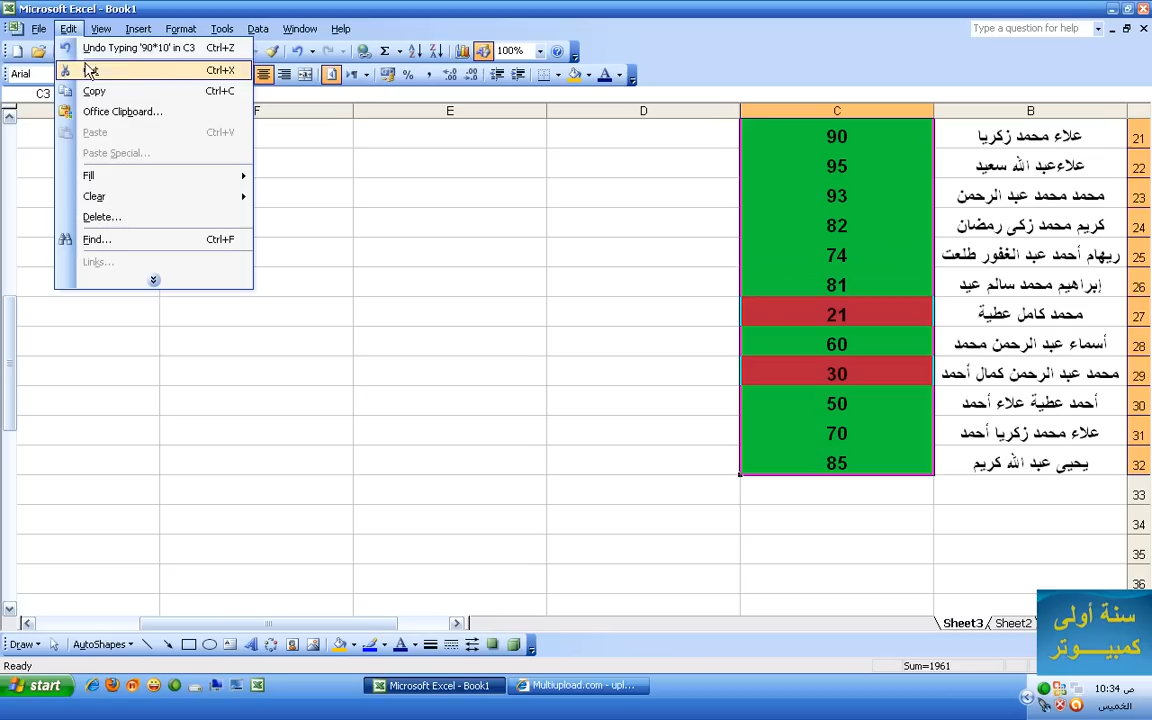 Microsoft Excel - Book1
File Edit View Insert Format Tools Data Window Help
Type a question for help
100%
Arial
C3
Undo Typing '90*10' in C3 Ctrl+Z
Ctrl+X
Copy Ctrl+C
Office Clipboard...
Paste Ctrl+V
Paste Special...
Fill
Clear
Delete...
Find... Ctrl+F
Links...
F E D C B
90 علاء محمد زكريا 21
95 علاءعبد الله سعيد 22
93 محمد محمد عبد الرحمن 23
82 كريم محمد زكى رمضان 24
74 ريهام أحمد عبد الغفور طلعت 25
81 إبراهيم محمد سالم عيد 26
21 محمد كامل عطية 27
60 أسماء عبد الرحمن محمد 28
30 محمد عبد الرحمن كمال أحمد 29
50 أحمد عطية علاء أحمد 30
70 علاء محمد زكريا أحمد 31
85 يحيى عبد الله كريم 32
33
34
35
36
Sheet3 Sheet2
سنة أولى
كمبيوتر
Draw AutoShapes
Ready
Sum=1961
start
Microsoft Excel - Book1
Multiupload.com - upl...
10:34 ص
الخميس